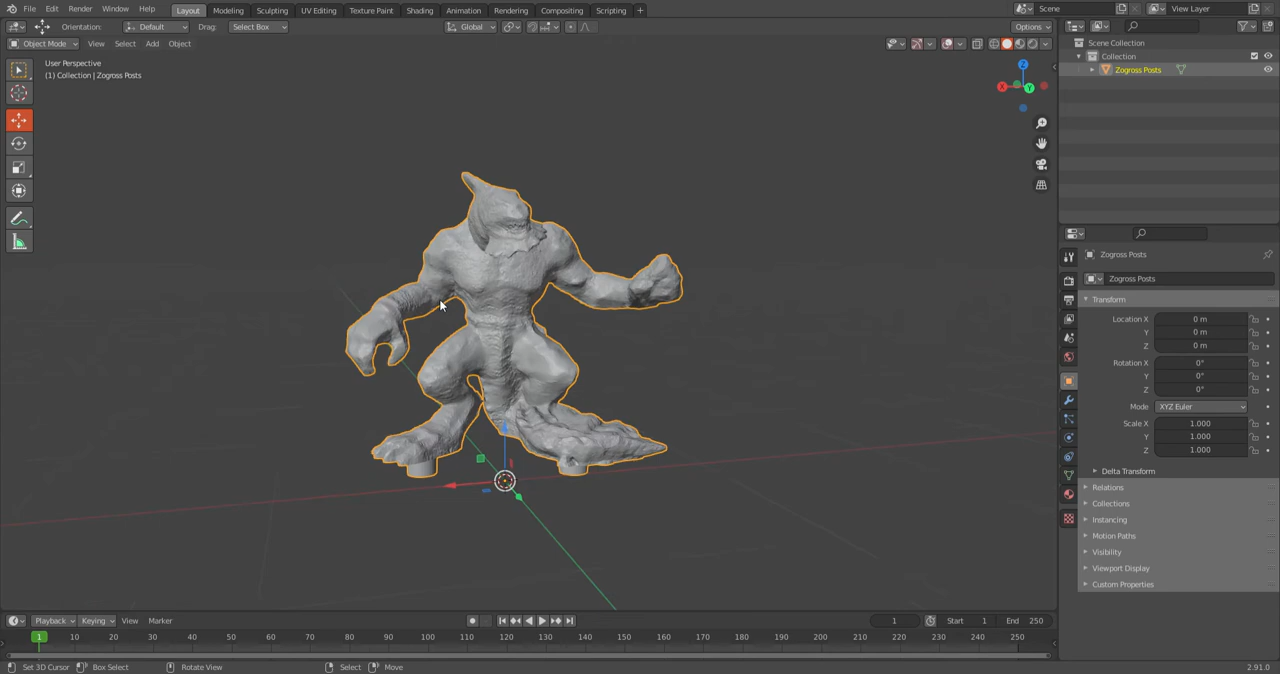 File Edit Render Window Help Layout Modeling Sculpting UV Editing Texture Paint Shading Animation Rendering Compositing Scripting + Scene View Layer
Orientation: Default Drag: Select Box Global Options
Object Mode View Select Add Object
User Perspective
(1) Collection | Zogross Posts
Z
X
Y
Scene Collection
Collection
Zogross Posts
Zogross Posts
Zogross Posts
Transform
Location X 0 m
Y 0 m
Z 0 m
Rotation X 0°
Y 0°
Z 0°
Mode XYZ Euler
Scale X 1.000
Y 1.000
Z 1.000
Delta Transform
Relations
Collections
Instancing
Motion Paths
Visibility
Viewport Display
Custom Properties
Playback Keying View Marker 1 Start 1 End 250
1 10 20 30 40 50 60 70 80 90 100 110 120 130 140 150 160 170 180 190 200 210 220 230 240 250
Set 3D Cursor Box Select Rotate View Select Move 2.91.0